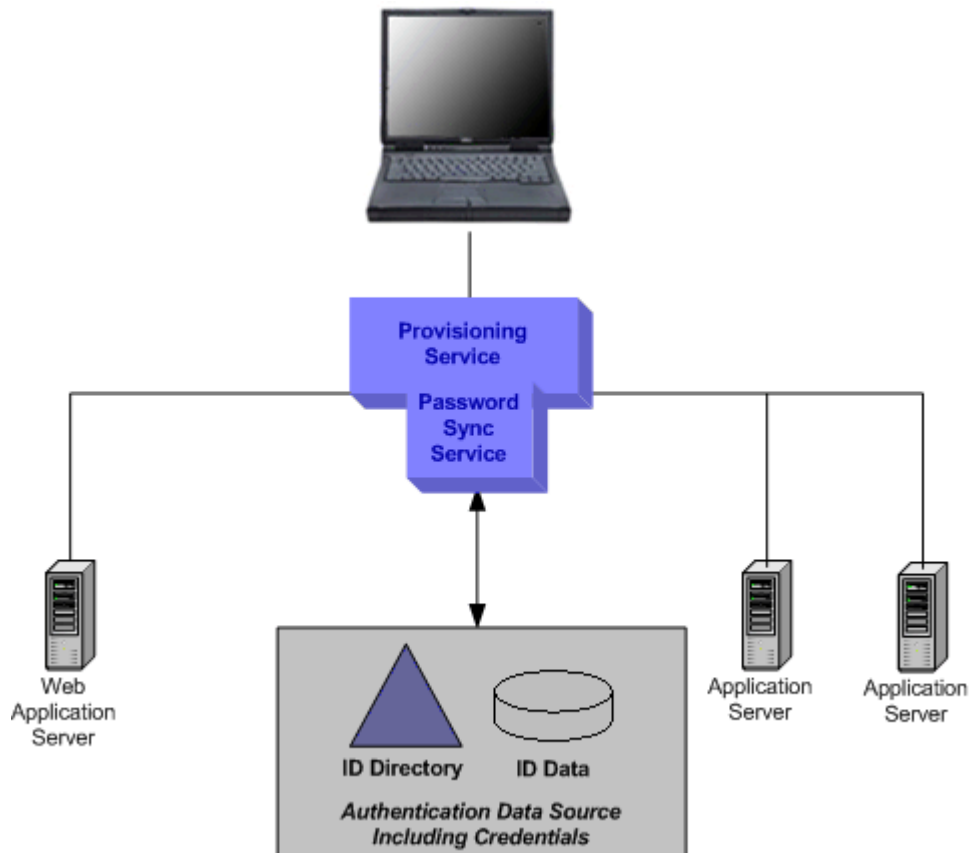 Provisioning
Service
Password
Sync
Service
Web
Application
Server
Application
Server
Application
Server
ID Directory
ID Data
Authentication Data Source
Including Credentials